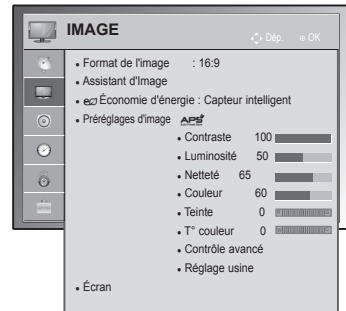 IMAGE
Dép. OK
• Format de l'image : 16:9
• Assistant d'Image
• Économie d'énergie : Capteur intelligent
• Préréglages d'image APS
• Contraste 100
• Luminosité 50
• Netteté 65
• Couleur 60
• Teinte 0
• T° couleur 0
• Contrôle avancé
• Réglage usine
• Écran